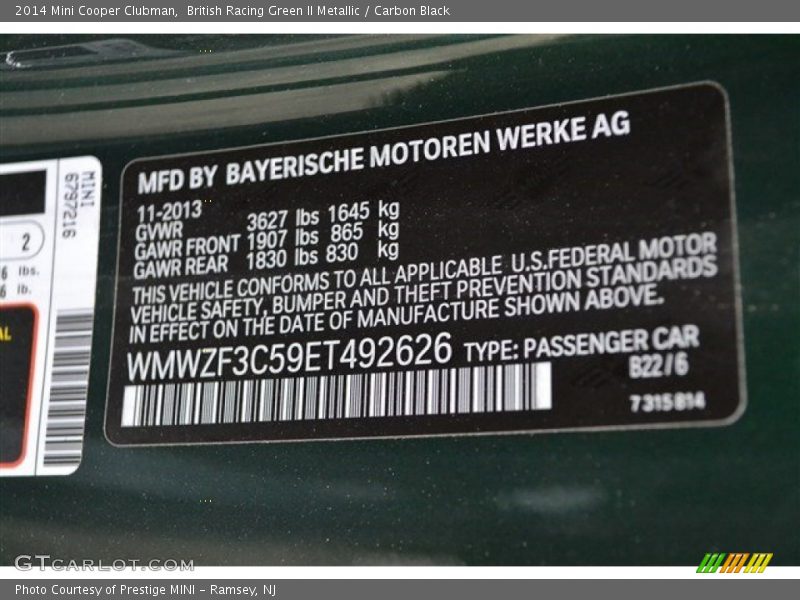 2014 Mini Cooper Clubman, British Racing Green II Metallic / Carbon Black
MFD BY BAYERISCHE MOTOREN WERKE AG
11-2013
GVWR 3627 lbs 1645 kg
GAWR FRONT 1907 lbs 865 kg
GAWR REAR 1830 lbs 830 kg
THIS VEHICLE CONFORMS TO ALL APPLICABLE U.S.FEDERAL MOTOR
VEHICLE SAFETY, BUMPER AND THEFT PREVENTION STANDARDS
IN EFFECT ON THE DATE OF MANUFACTURE SHOWN ABOVE.
WMWZF3C59ET492626 TYPE: PASSENGER CAR
B22/6
7315814
MINI
6797216
2
6 lbs.
6 lb.
AL
GTCARLOT.COM
Photo Courtesy of Prestige MINI - Ramsey, NJ